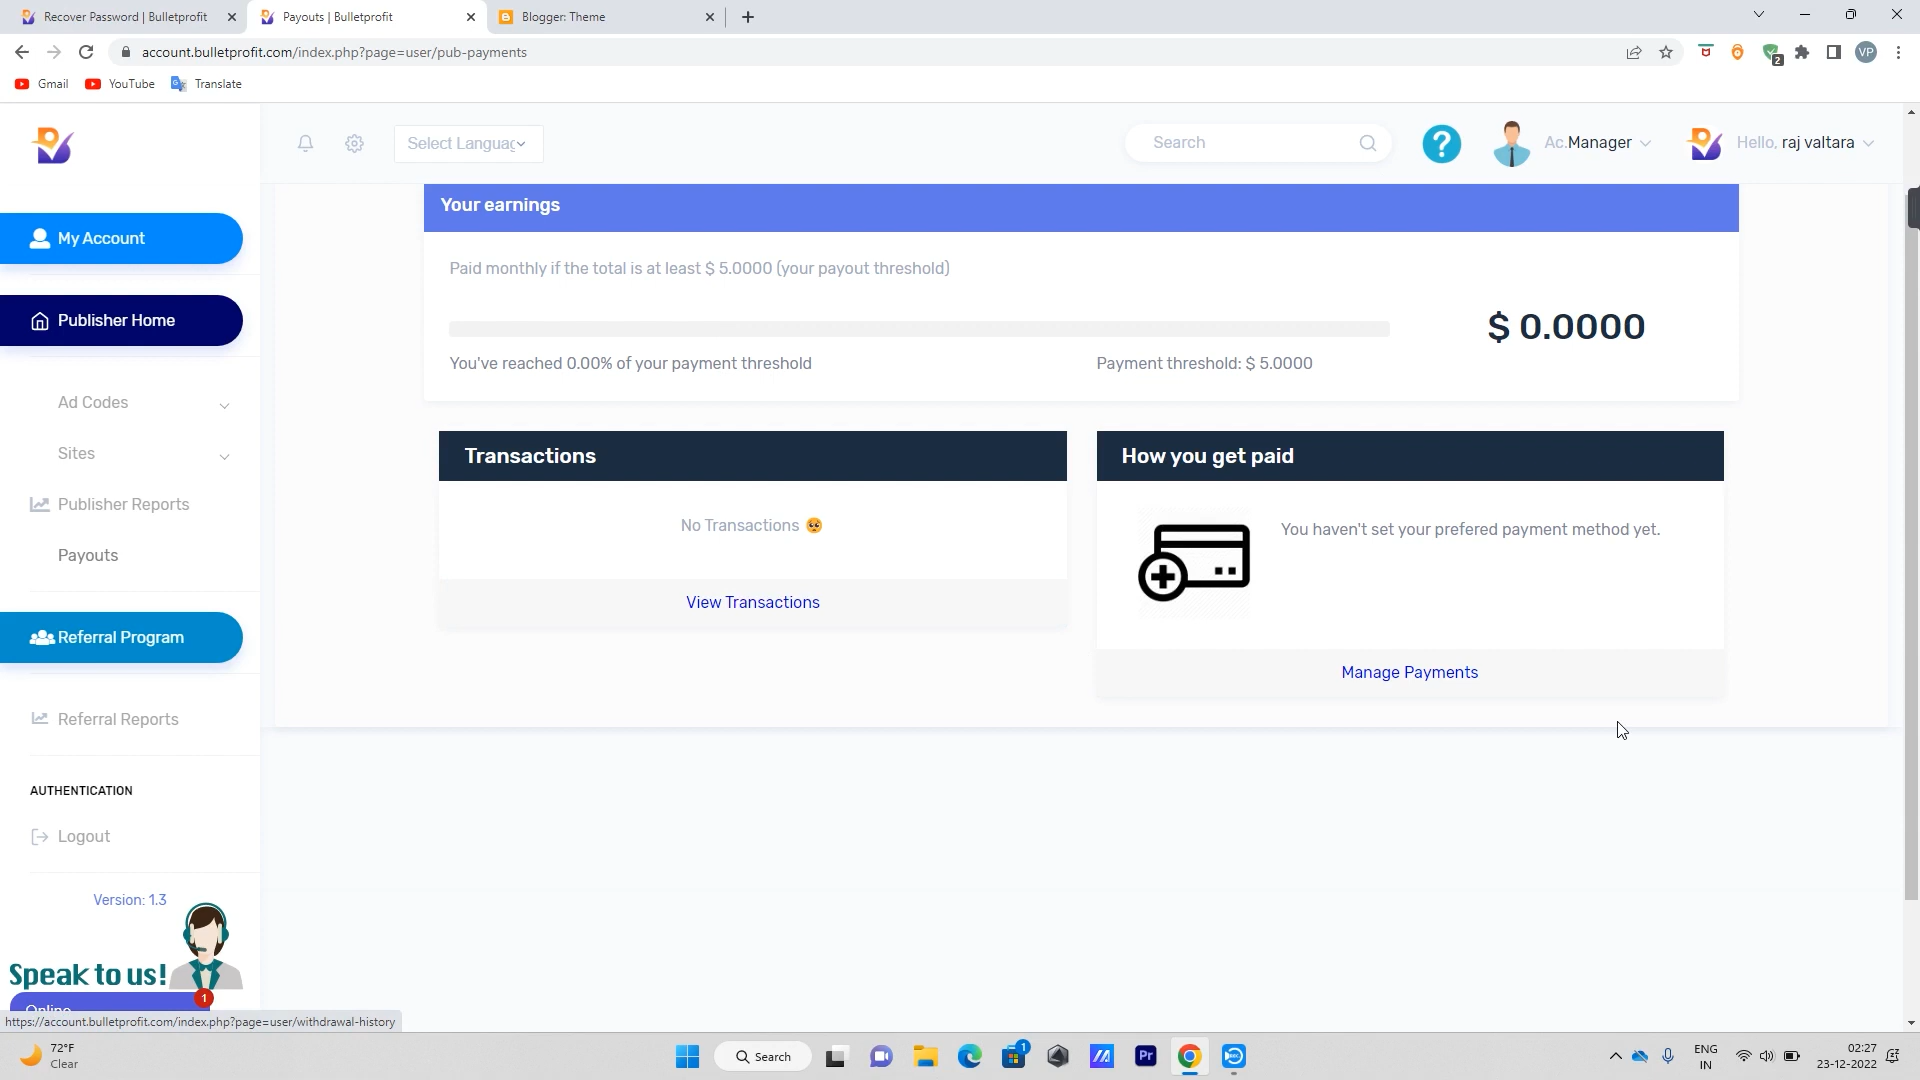 Recover Password | Bulletprofit
Payouts | Bulletprofit
Blogger: Theme
account.bulletprofit.com/index.php?page=user/pub-payments
2
VP
Gmail
YouTube
Translate
Select Languag
Search
?
Ac.Manager
Hello, raj valtara
My Account
Publisher Home
Ad Codes
Sites
Publisher Reports
Payouts
Referral Program
Referral Reports
AUTHENTICATION
Logout
Version: 1.3
Speak to us!
1
Online
Your earnings
Paid monthly if the total is at least $ 5.0000 (your payout threshold)
$ 0.0000
You've reached 0.00% of your payment threshold
Payment threshold: $ 5.0000
Transactions
No Transactions 🥺
View Transactions
How you get paid
You haven't set your prefered payment method yet.
Manage Payments
https://account.bulletprofit.com/index.php?page=user/withdrawal-history
72°F
Clear
Search
1
Pr
ENG
IN
02:27
23-12-2022